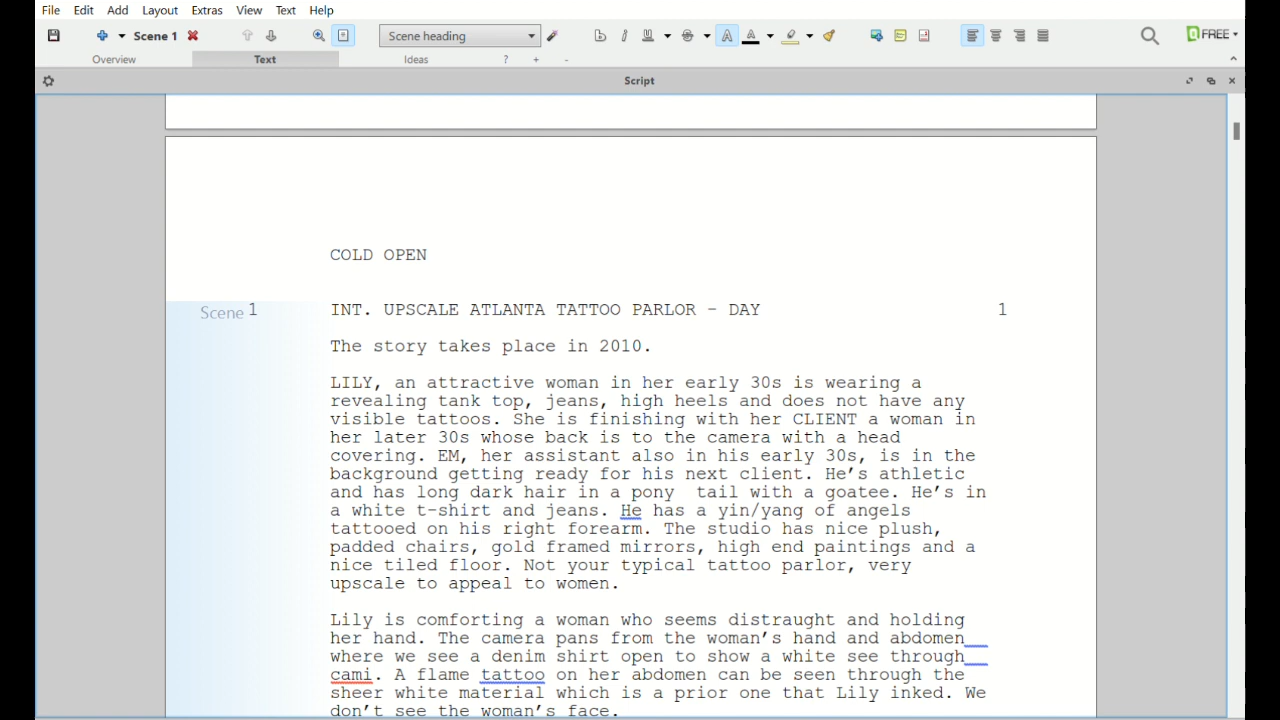 File Edit Add Layout Extras View Text Help
Scene 1 Scene heading FREE
Overview Text Ideas ? + -
Script
COLD OPEN
Scene 1 INT. UPSCALE ATLANTA TATTOO PARLOR - DAY 1
The story takes place in 2010.
LILY, an attractive woman in her early 30s is wearing a
revealing tank top, jeans, high heels and does not have any
visible tattoos. She is finishing with her CLIENT a woman in
her later 30s whose back is to the camera with a head
covering. EM, her assistant also in his early 30s, is in the
background getting ready for his next client. He's athletic
and has long dark hair in a pony  tail with a goatee. He's in
a white t-shirt and jeans. He has a yin/yang of angels
tattooed on his right forearm. The studio has nice plush,
padded chairs, gold framed mirrors, high end paintings and a
nice tiled floor. Not your typical tattoo parlor, very
upscale to appeal to women.
Lily is comforting a woman who seems distraught and holding
her hand. The camera pans from the woman's hand and abdomen
where we see a denim shirt open to show a white see through
cami. A flame tattoo on her abdomen can be seen through the
sheer white material which is a prior one that Lily inked. We
don't see the woman's face.